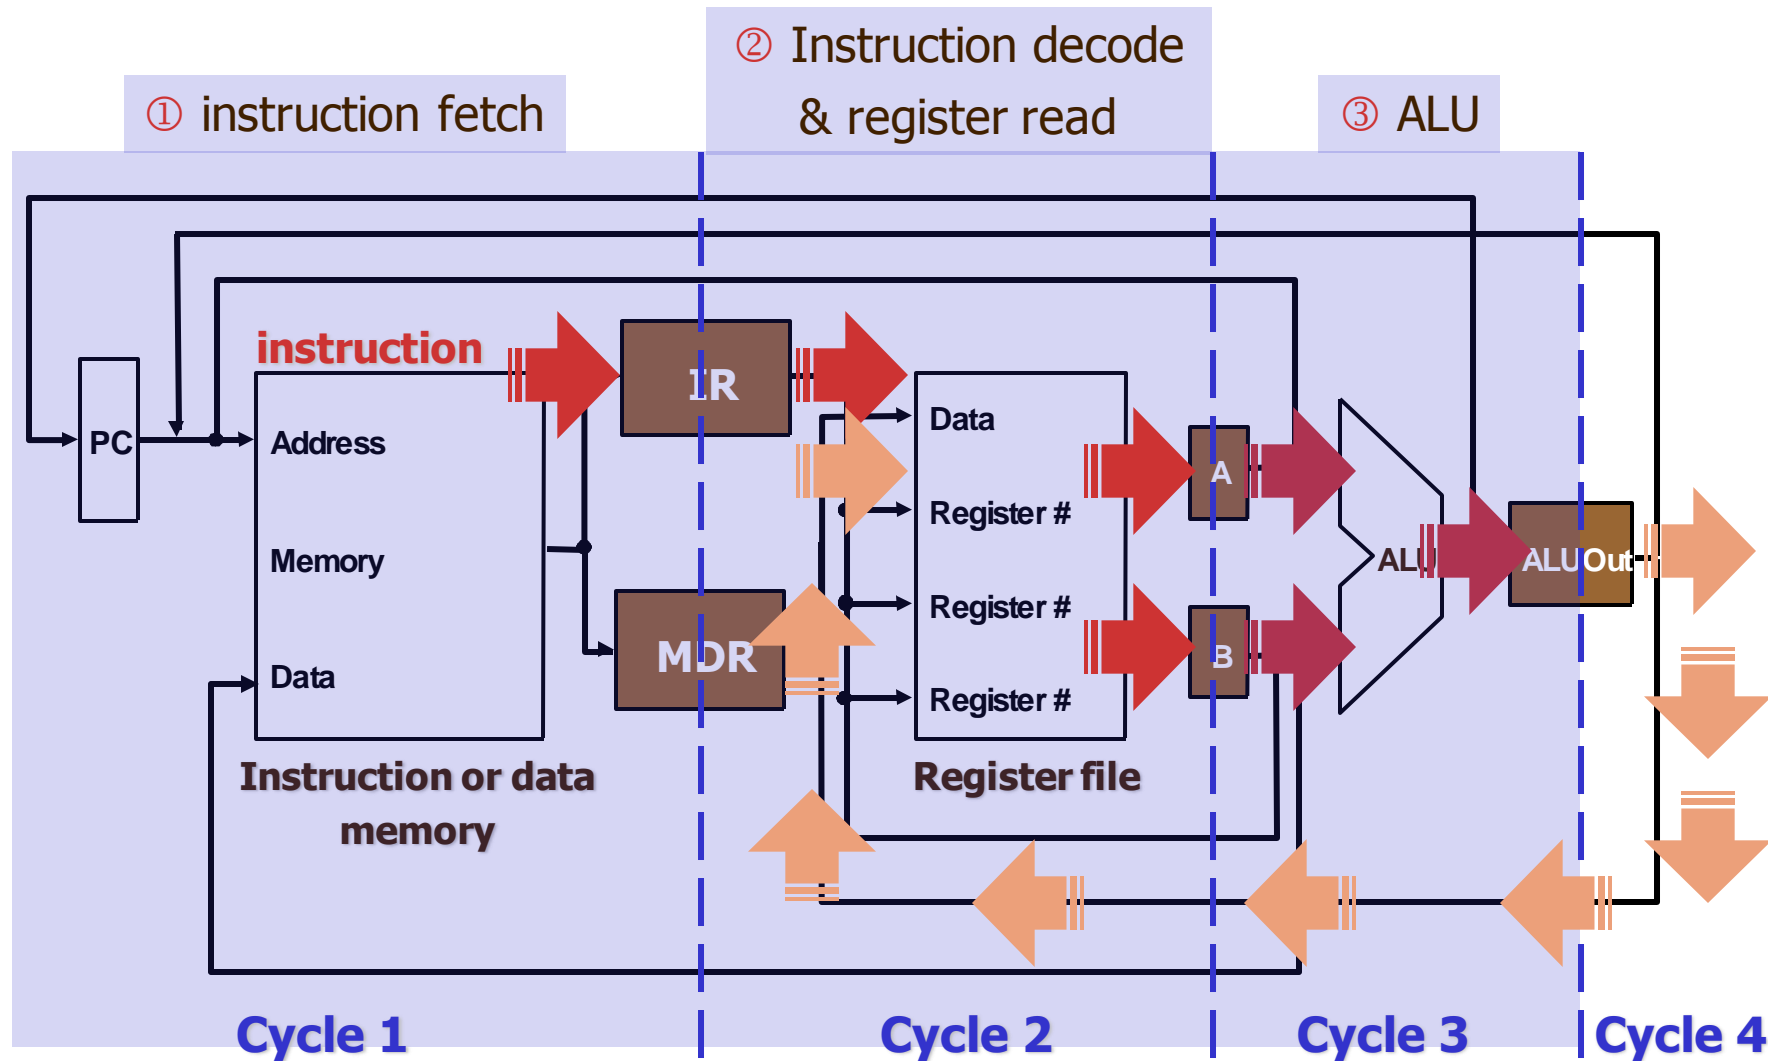 ① instruction fetch
② Instruction decode
& register read
③ ALU
instruction
IR
PC
Address
Memory
Data
MDR
Instruction or data
memory
Data
Register #
Register #
Register #
Register file
A
B
ALU
ALUOut
Cycle 1
Cycle 2
Cycle 3
Cycle 4